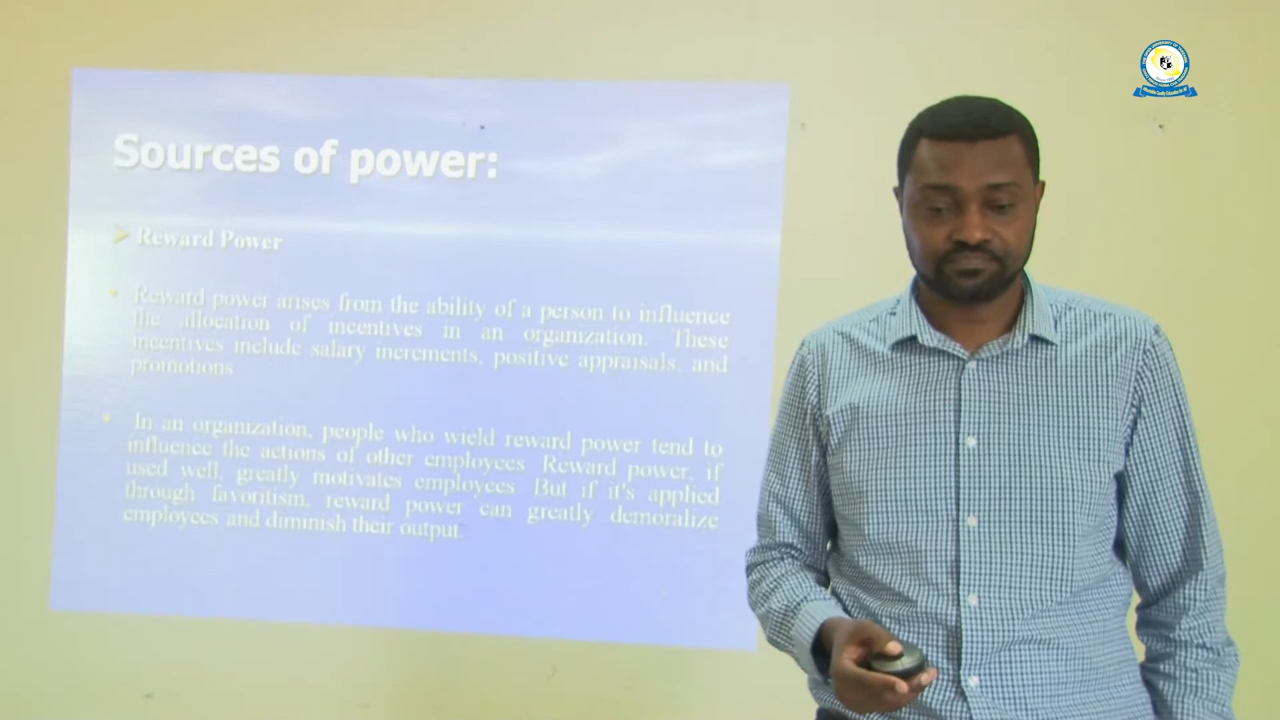 Sources of power:
Reward Power
Reward power arises from the ability of a person to influence
the allocation of incentives in an organization. These
incentives include salary increments, positive appraisals, and
promotions
In an organization, people who wield reward power tend to
influence the actions of other employees. Reward power, if
used well, greatly motivates employees. But if it's applied
through favoritism, reward power can greatly demoralize
employees and diminish their output.